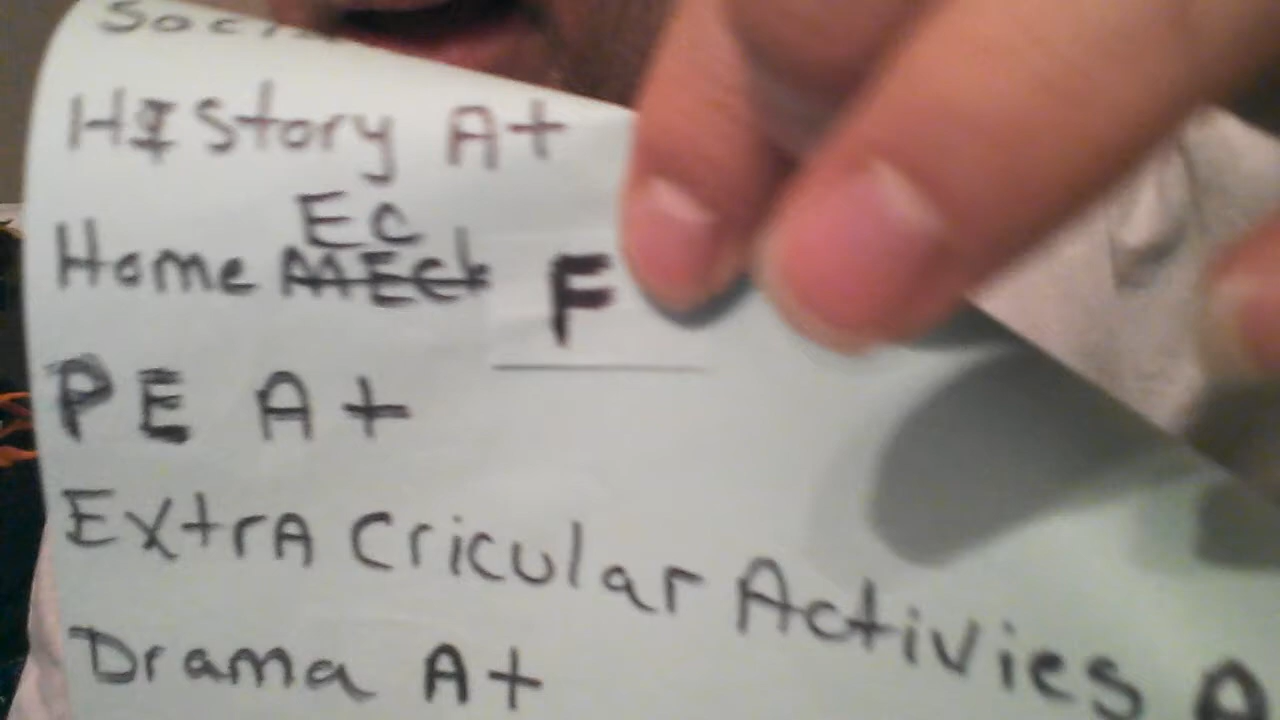 HIstory A+
EC
Home MEck F
PE A+
ExtrA Cricular Activies A
Drama A+